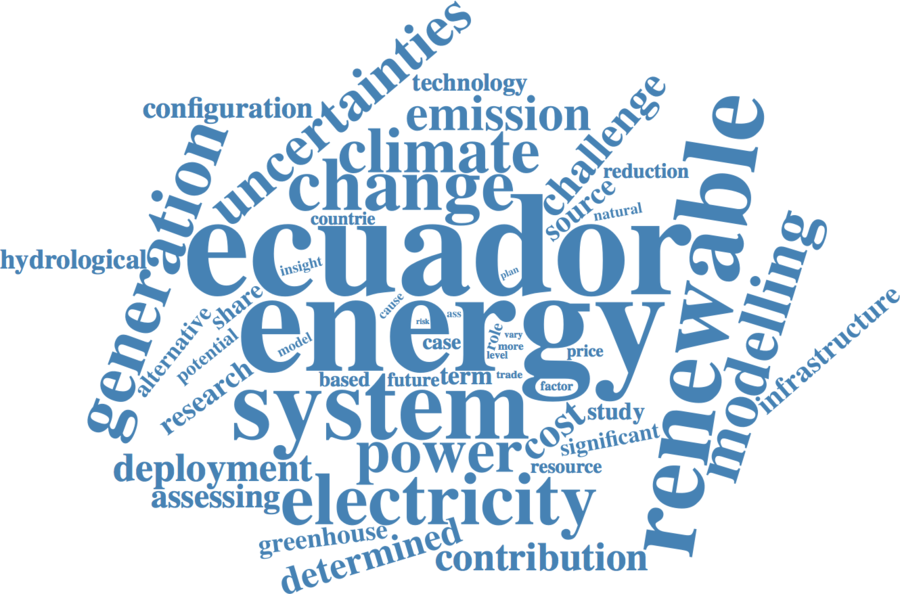 uncertainties
technology
configuration
emission
challenge
climate
change
reduction
renewable
generation
source
natural
countrie
ecuador
hydrological
insight
plan
modelling
share
cause
energy
alternative
potential
model
risk
ass
role
vary
more
level
case
price
infrastructure
research
based
future
term
trade
factor
system
cost
study
significant
power
resource
deployment
assessing
electricity
greenhouse
determined
contribution